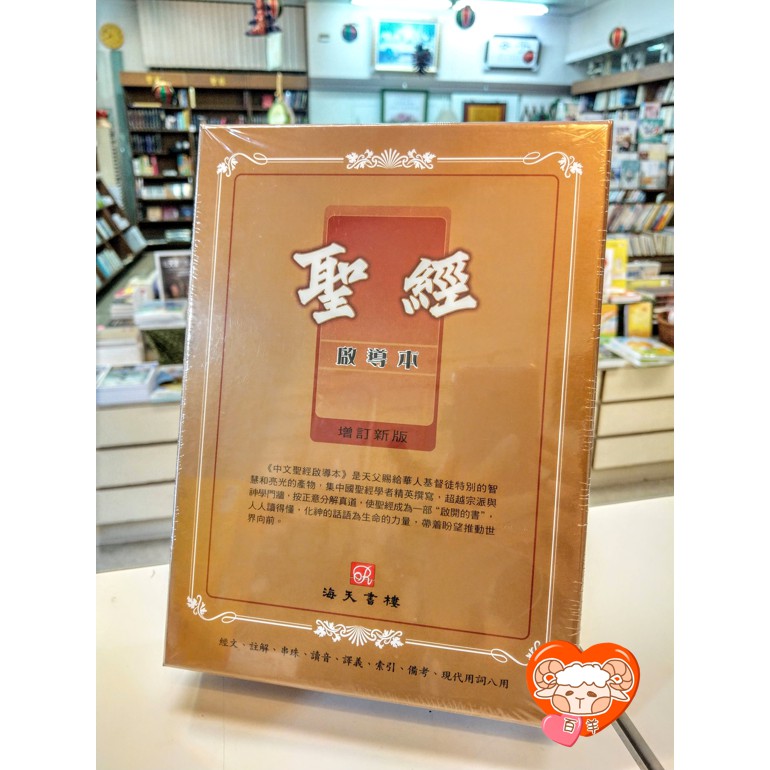 聖 經
啟導本
增訂新版
《中文聖經啟導本》是天父賜給華人基督徒特別的智
慧和亮光的產物，集中國聖經學者精英撰寫，超越宗派與
神學門牆，按正意分解真道，使聖經成為一部“啟開的書”，
人人讀得懂，化神的話語為生命的力量，帶着盼望推動世
界向前。
海天書樓
經文、註解、串珠、讀音、譯義、索引、備考、現代用詞八用
百羊